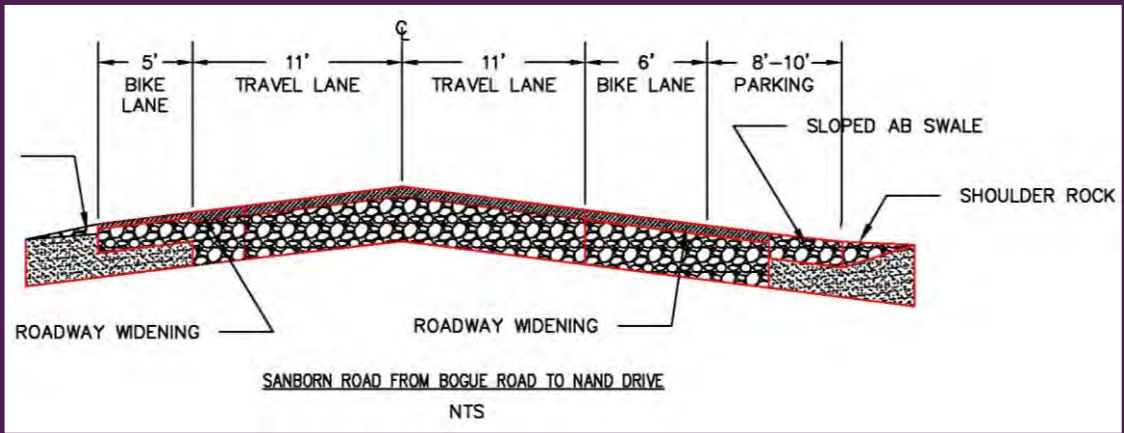 ℄
5'
BIKE
LANE
11'
TRAVEL LANE
11'
TRAVEL LANE
6'
BIKE LANE
8'-10'
PARKING
SLOPED AB SWALE
SHOULDER ROCK
ROADWAY WIDENING
ROADWAY WIDENING
SANBORN ROAD FROM BOGUE ROAD TO NAND DRIVE
NTS